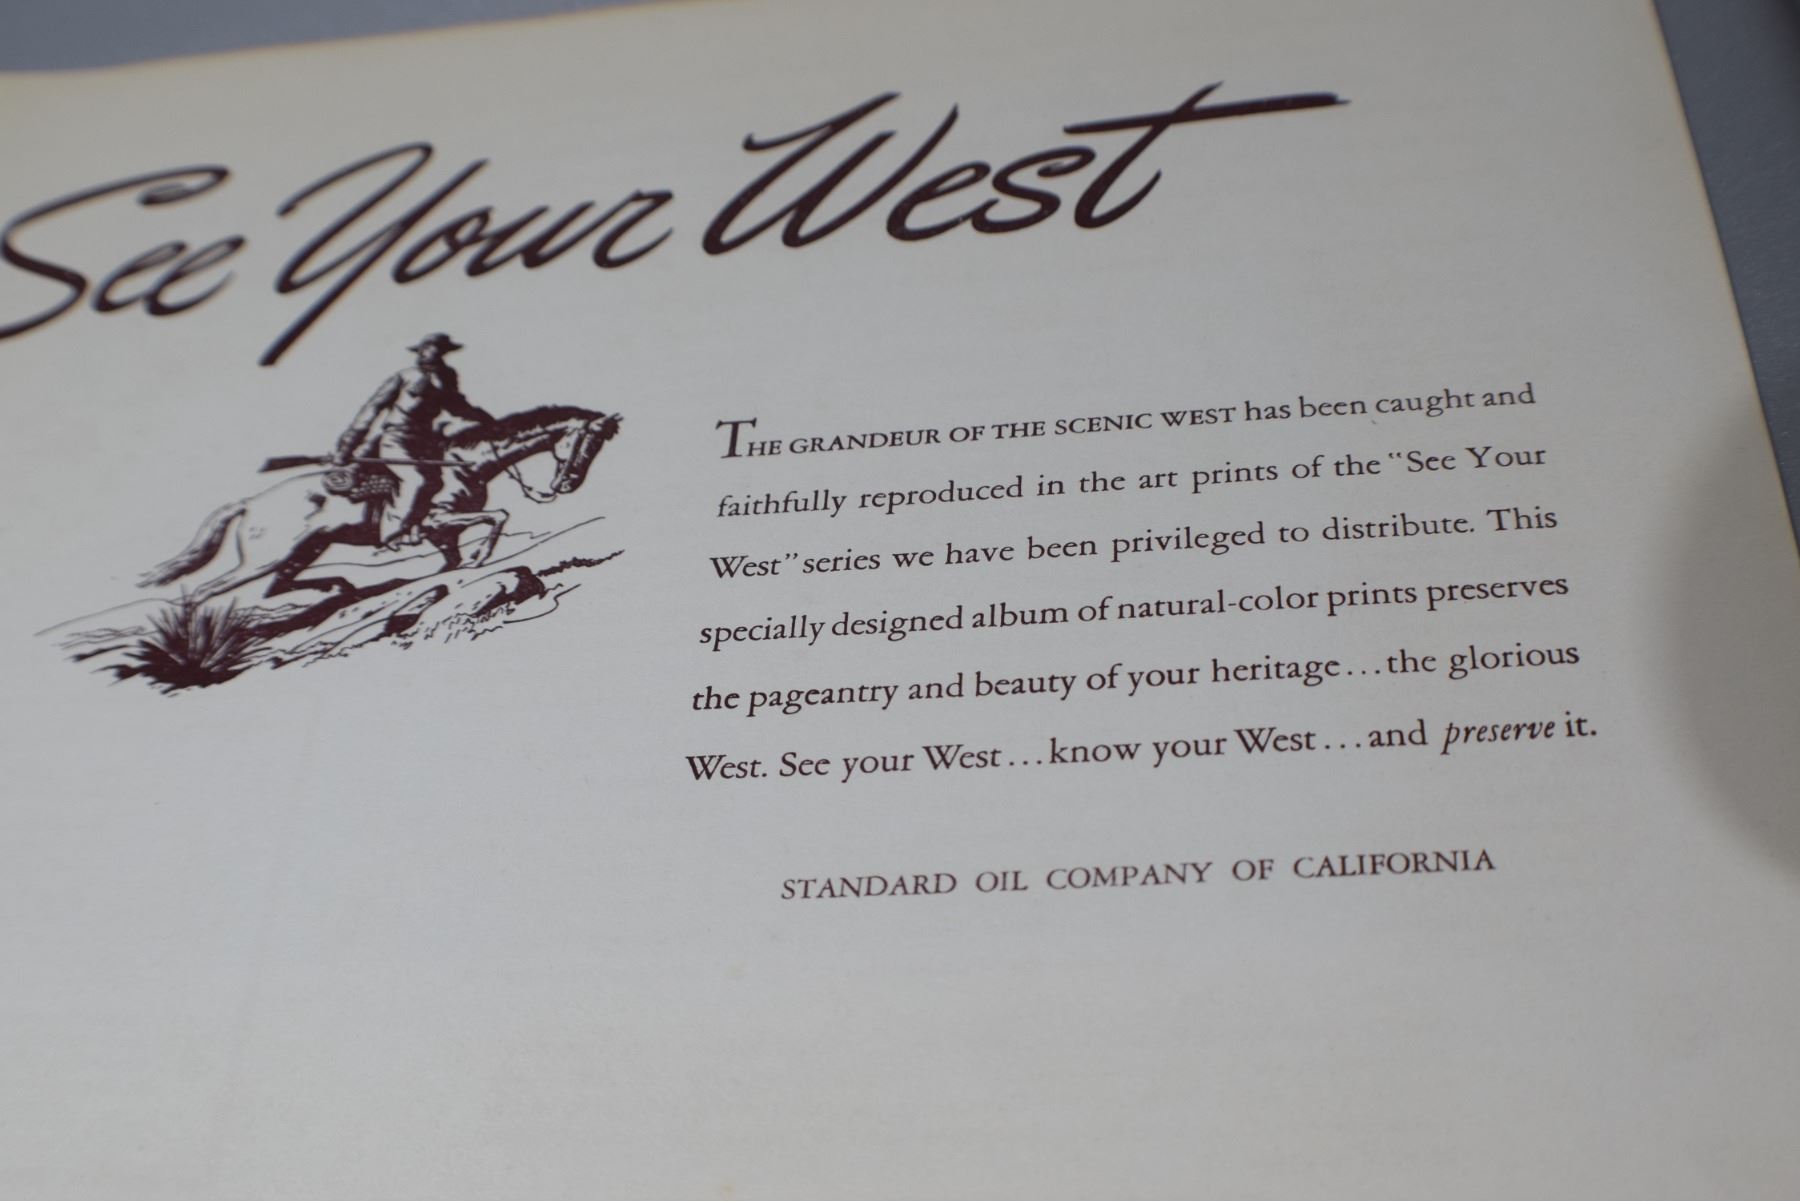 See Your West
THE GRANDEUR OF THE SCENIC WEST has been caught and
faithfully reproduced in the art prints of the "See Your
West" series we have been privileged to distribute. This
specially designed album of natural-color prints preserves
the pageantry and beauty of your heritage...the glorious
West. See your West...know your West...and preserve it.
STANDARD OIL COMPANY OF CALIFORNIA